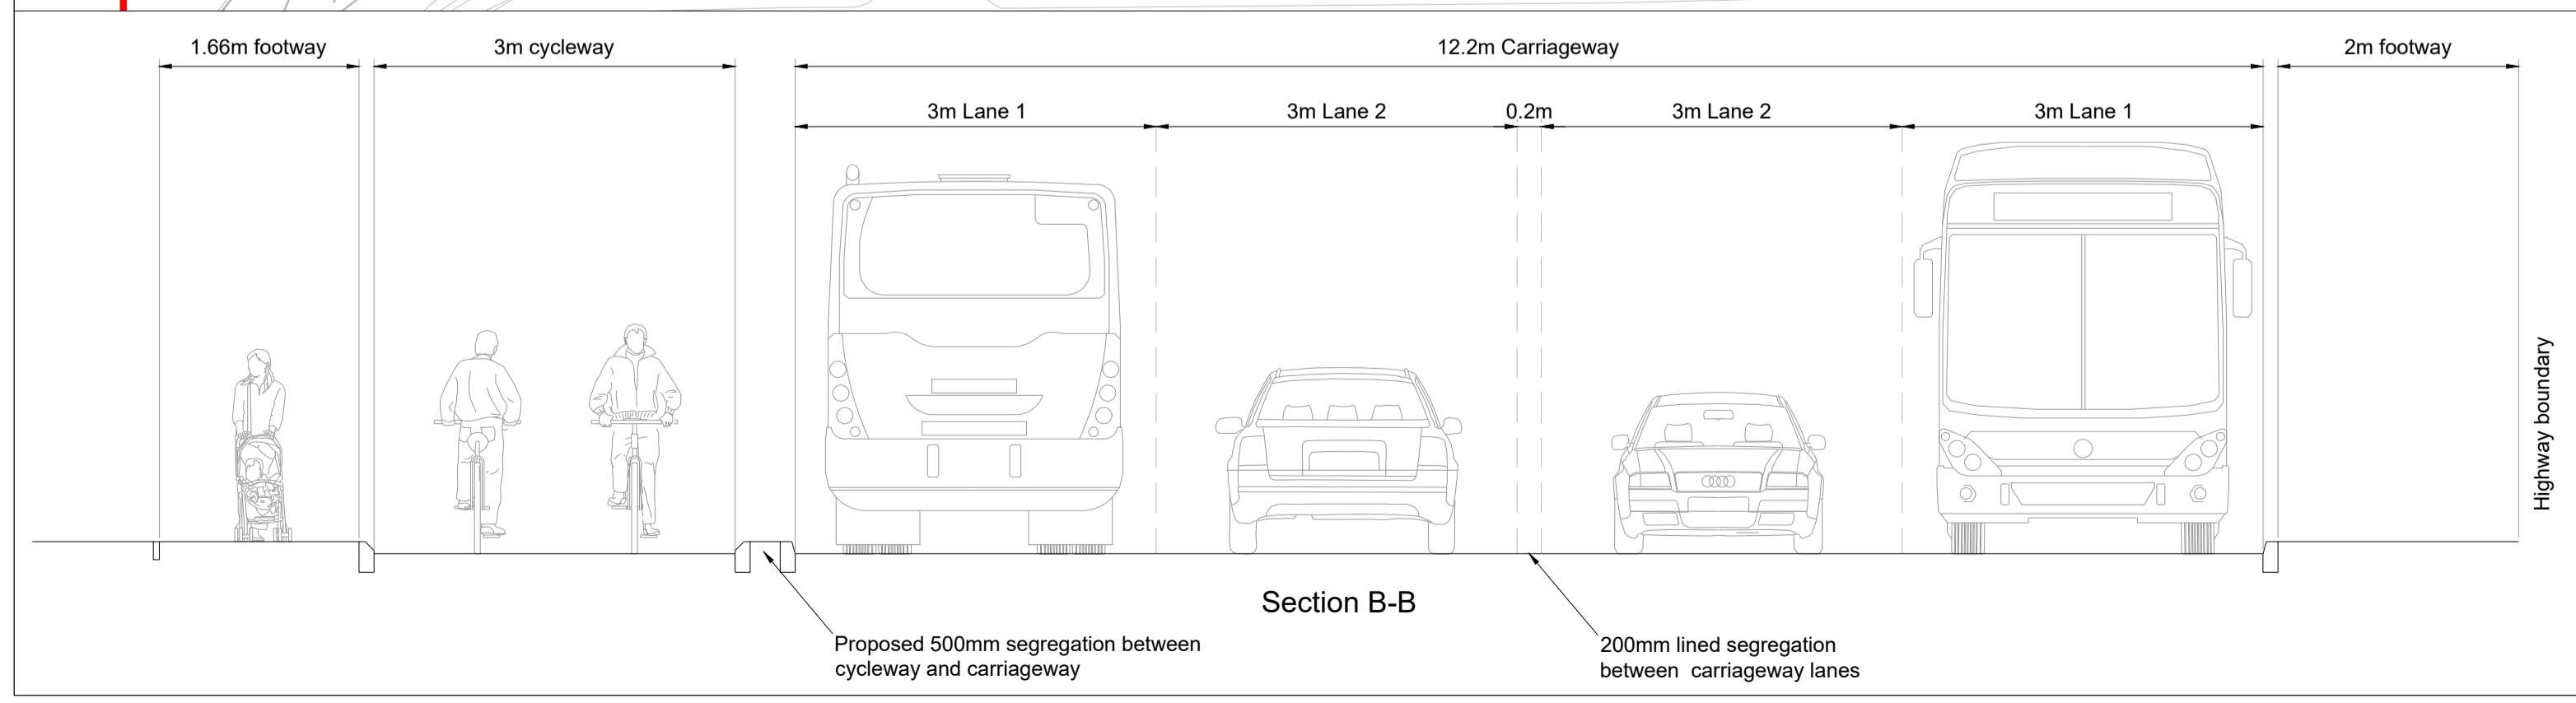 1.66m footway
3m cycleway
12.2m Carriageway
2m footway
3m Lane 1
3m Lane 2
0.2m
3m Lane 2
3m Lane 1
Highway boundary
Section B-B
Proposed 500mm segregation between
cycleway and carriageway
200mm lined segregation
between  carriageway lanes